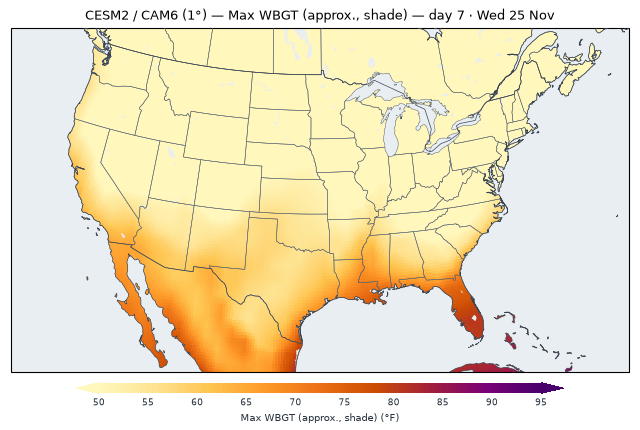 CESM2 / CAM6 (1°) — Max WBGT (approx., shade) — day 7 · Wed 25 Nov
50 55 60 65 70 75 80 85 90 95
Max WBGT (approx., shade) (°F)